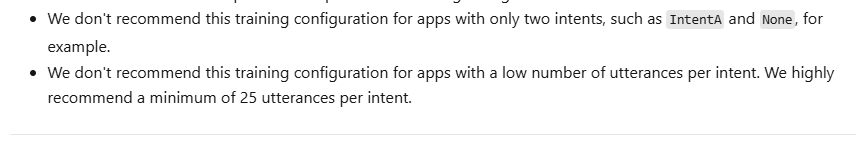 We don't recommend this training configuration for apps with only two intents, such as IntentA and None, for
example.
We don't recommend this training configuration for apps with a low number of utterances per intent. We highly
recommend a minimum of 25 utterances per intent.